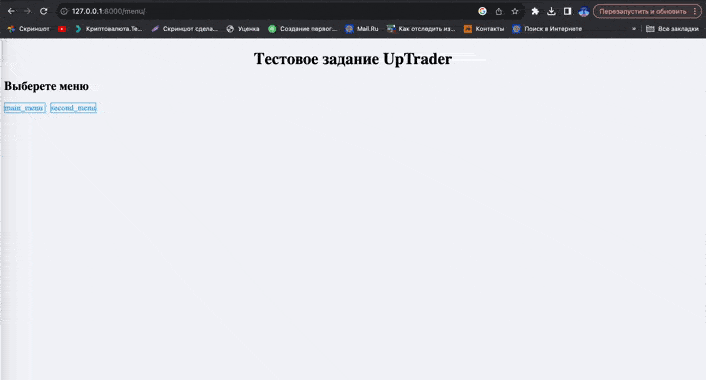 127.0.0.1:8000/menu/
Перезапустить и обновить
Скриншот Криптовалюта.Те... Скриншот сдела... Уценка Создание первог... Mail.Ru Как отследить из... Контакты Поиск в Интернете » Все закладки
Тестовое задание UpTrader
Выберете меню
main_menu second_menu